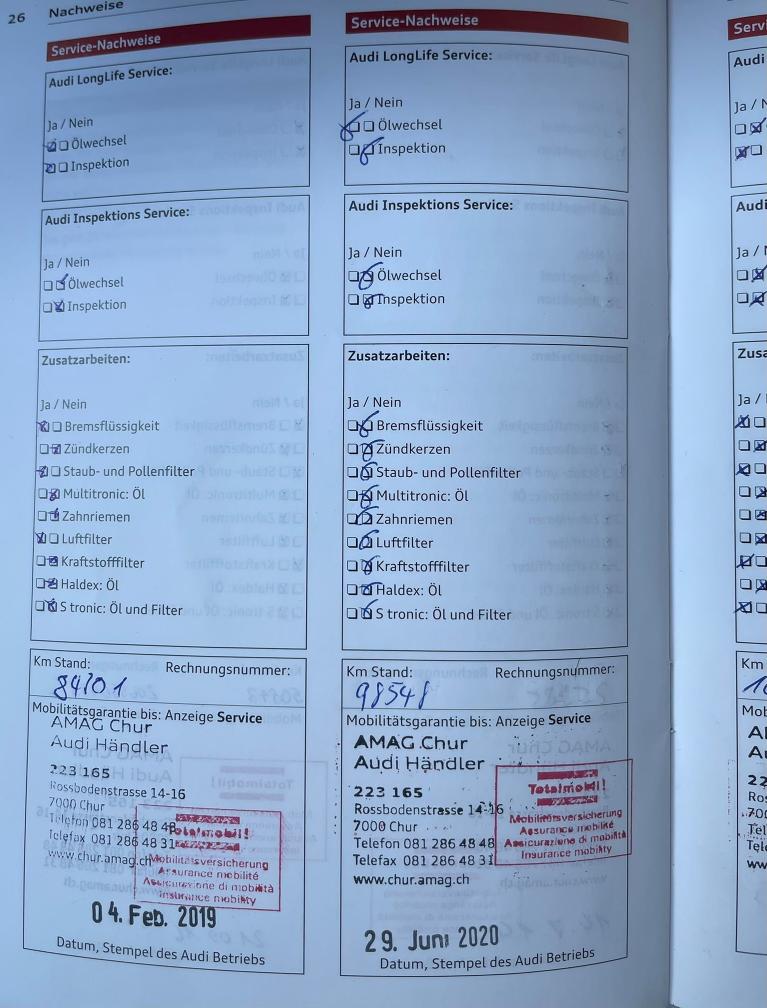 26 Nachweise
Service-Nachweise
Audi LongLife Service:
Ja / Nein
Ölwechsel
Inspektion
Audi Inspektions Service:
Ja / Nein
Ölwechsel
Inspektion
Zusatzarbeiten:
Ja / Nein
Bremsflüssigkeit
Zündkerzen
Staub- und Pollenfilter
Multitronic: Öl
Zahnriemen
Luftfilter
Kraftstofffilter
Haldex: Öl
S tronic: Öl und Filter
Km Stand: Rechnungsnummer:
84701
Mobilitätsgarantie bis: Anzeige Service
AMAG Chur
Audi Händler
223 165
Rossbodenstrasse 14-16
7000 Chur
Telefon 081 286 48 48
Telefax 081 286 48 31
www.chur.amag.ch
Totalmobil!
Mobilitätsversicherung
Assurance mobilité
Assicurazione di mobilità
Insurance mobility
04. Feb. 2019
Datum, Stempel des Audi Betriebs
Service-Nachweise
Audi LongLife Service:
Ja / Nein
Ölwechsel
Inspektion
Audi Inspektions Service:
Ja / Nein
Ölwechsel
Inspektion
Zusatzarbeiten:
Ja / Nein
Bremsflüssigkeit
Zündkerzen
Staub- und Pollenfilter
Multitronic: Öl
Zahnriemen
Luftfilter
Kraftstofffilter
Haldex: Öl
S tronic: Öl und Filter
Km Stand: Rechnungsnummer:
98548
Mobilitätsgarantie bis: Anzeige Service
AMAG Chur
Audi Händler
223 165
Rossbodenstrasse 14-16
7000 Chur
Telefon 081 286 48 48
Telefax 081 286 48 31
www.chur.amag.ch
Totalmobil!
Mobilitätsversicherung
Assurance mobilité
Assicurazione di mobilità
Insurance mobility
29. Juni 2020
Datum, Stempel des Audi Betriebs
Audi
Ja /
Audi
Ja /
Ja /
Km